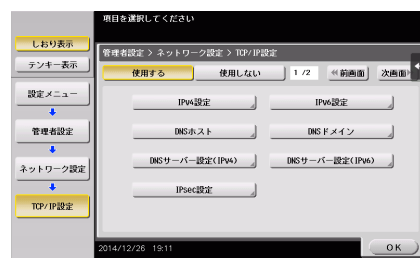 項目を選択してください
しおり表示
テンキー表示
設定メニュー
管理者設定
ネットワーク設定
TCP/IP設定
管理者設定 > ネットワーク設定 > TCP/IP設定
使用する 使用しない 1 /2 前画面 次画面
IPv4設定 IPv6設定
DNSホスト DNSドメイン
DNSサーバー設定(IPv4) DNSサーバー設定(IPv6)
IPsec設定
2014/12/26 19:11 OK